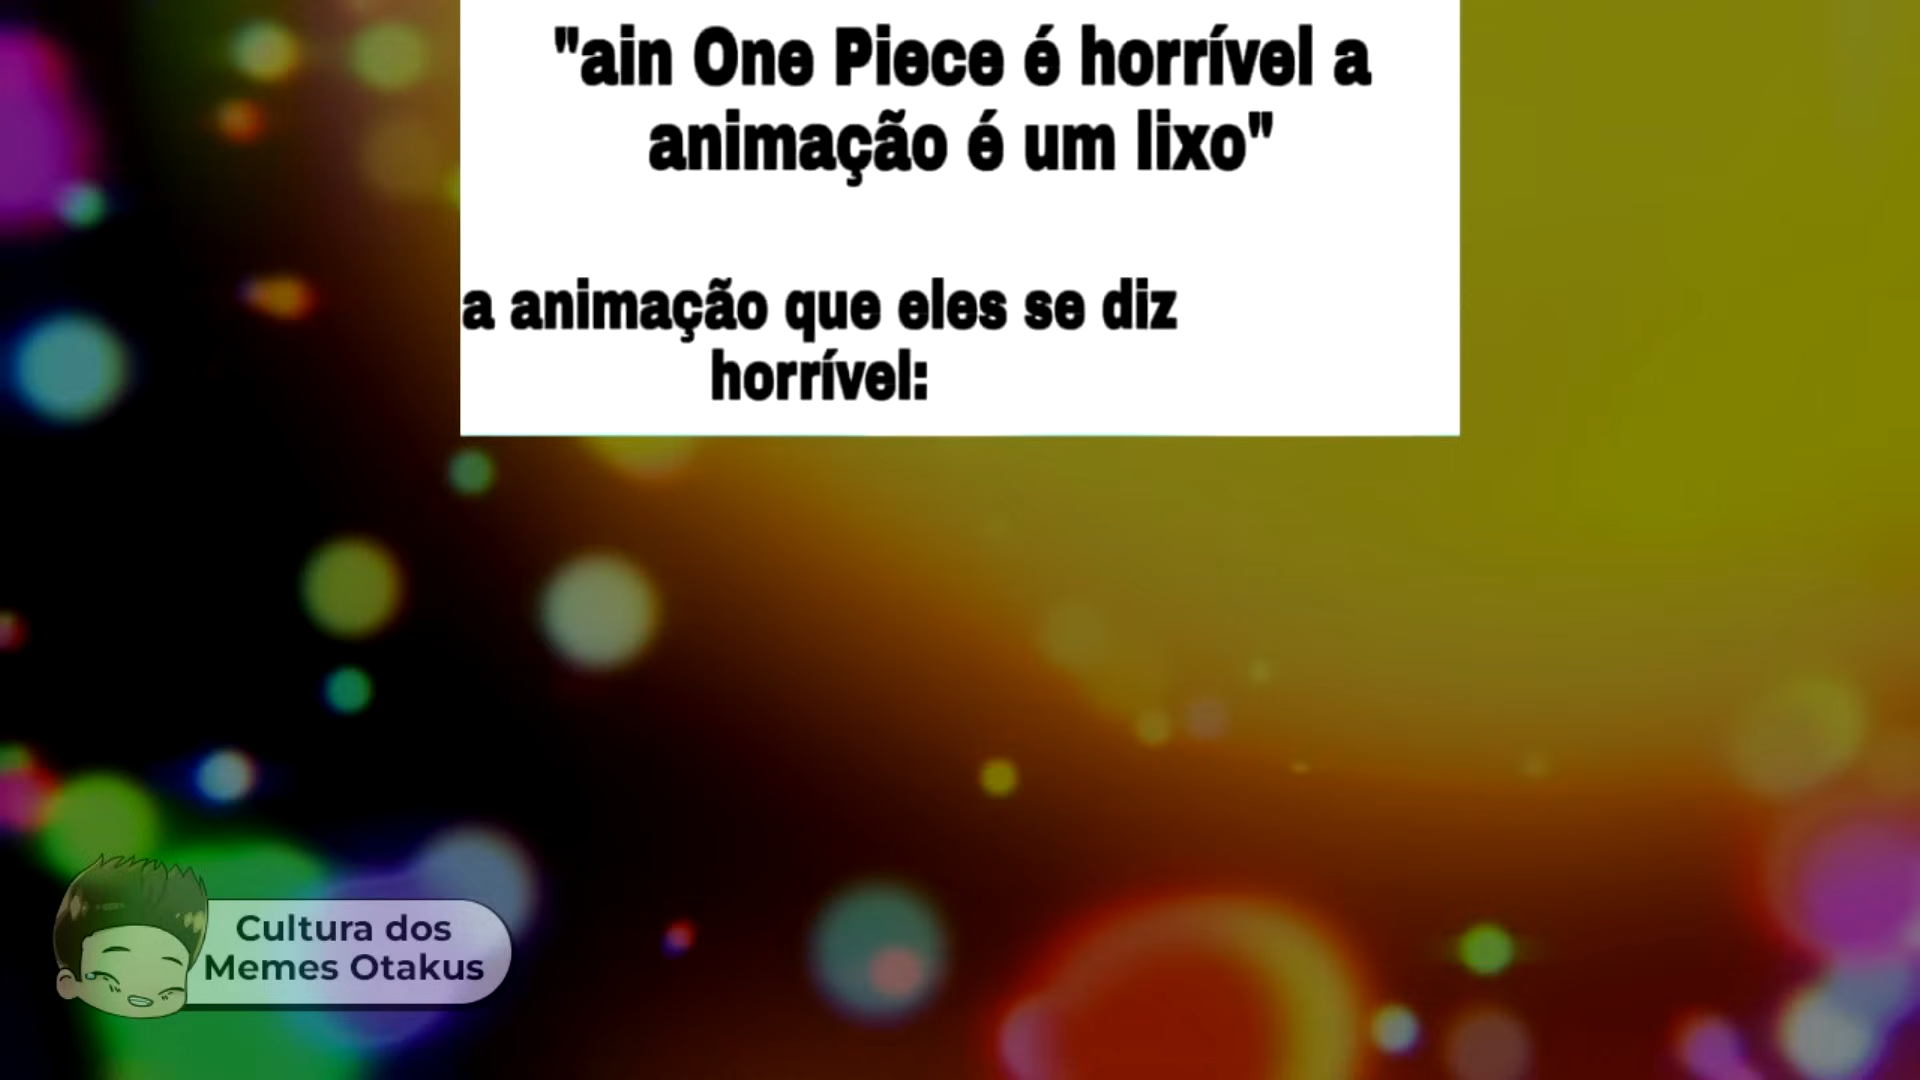 "ain One Piece é horrível a
animação é um lixo"
a animação que eles se diz
horrível:
Cultura dos
Memes Otakus